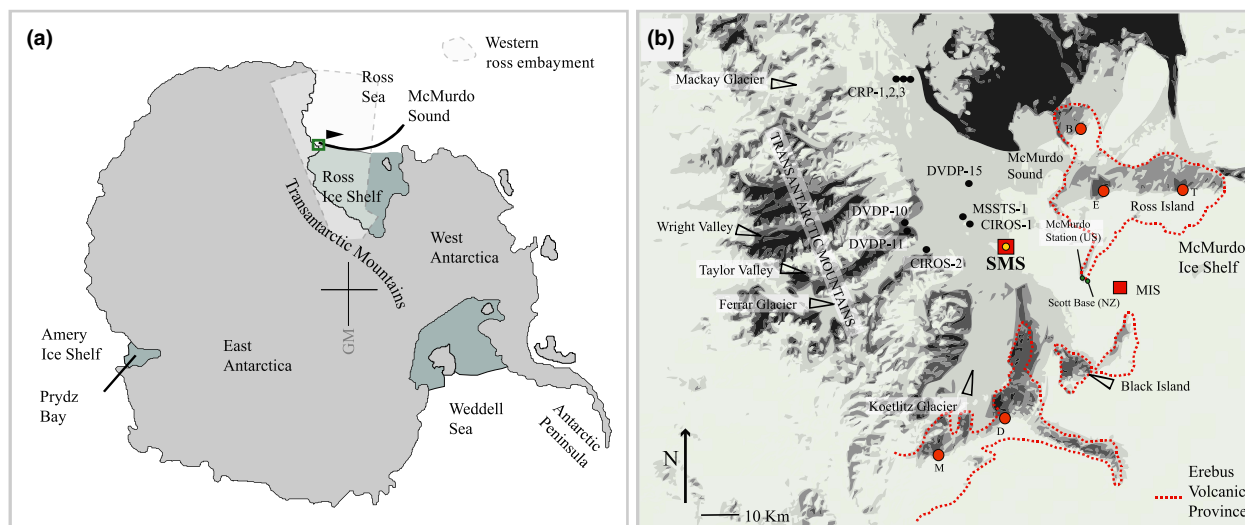 (a)
Western
ross embayment
Ross
Sea
McMurdo
Sound
Ross
Ice Shelf
Transantarctic Mountains
West
Antarctica
GM
East
Antarctica
Amery
Ice Shelf
Prydz
Bay
Weddell
Sea
Antarctic
Peninsula
(b)
Mackay Glacier
CRP-1,2,3
B
McMurdo
Sound
TRANSANTARCTIC MOUNTAINS
DVDP-15
E
T
Ross Island
DVDP-10
MSSTS-1
CIROS-1
McMurdo
Station (US)
Wright Valley
DVDP-11
CIROS-2
SMS
McMurdo
Ice Shelf
Taylor Valley
MIS
Ferrar Glacier
Scott Base (NZ)
Black Island
Koetlitz Glacier
D
M
N
10 Km
Erebus
Volcanic
Province